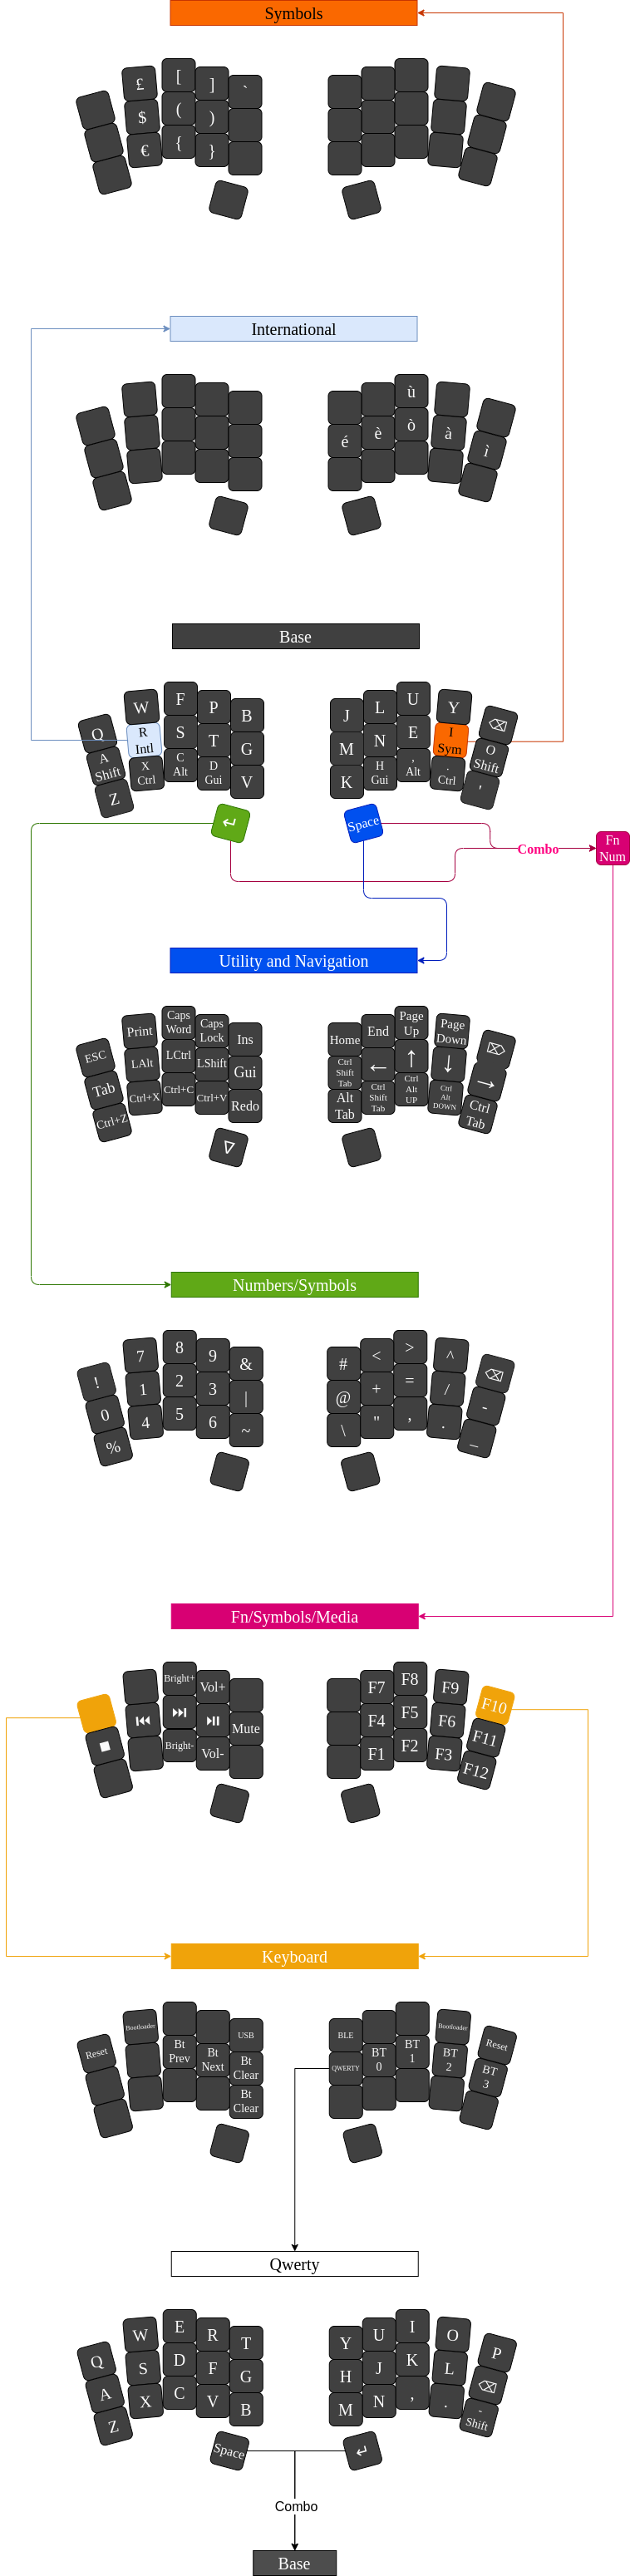 Symbols
£ [ ] `
$ ( )
€ { }
International
ù
é è ò à ì
Base
Q W F P B J L U Y ⌫
A
Shift
R
Intl
S T G M N E
I
Sym
O
Shift
Z
X
Ctrl
C
Alt
D
Gui
V K
H
Gui
,
Alt
.
Ctrl
'
↵ Space
Combo
Fn
Num
Utility and Navigation
ESC Print
Caps
Word
Caps
Lock
Ins Home End
Page
Up
Page
Down
⌦
Tab LAlt LCtrl LShift Gui
Ctrl
Shift
Tab
← ↑ ↓ →
Ctrl+Z Ctrl+X Ctrl+C Ctrl+V Redo
Alt
Tab
Ctrl
Shift
Tab
Ctrl
Alt
UP
Ctrl
Alt
DOWN
Ctrl
Tab
∇
Numbers/Symbols
! 7 8 9 & # < > ^ ⌫
0 1 2 3 | @ + = / -
% 4 5 6 ~ \ " , . _
Fn/Symbols/Media
Bright+ Vol+ F7 F8 F9 F10
⏹ ⏮ ⏭ ⏯ Mute F4 F5 F6 F11
Bright- Vol- F1 F2 F3 F12
Keyboard
Reset Bootloader USB BLE Bootloader Reset
Bt
Prev
Bt
Next
Bt
Clear
QWERTY
BT
0
BT
1
BT
2
BT
3
Bt
Clear
Qwerty
Q W E R T Y U I O P
A S D F G H J K L ⌫
Z X C V B M N , .
-
Shift
Space ↵
Combo
Base